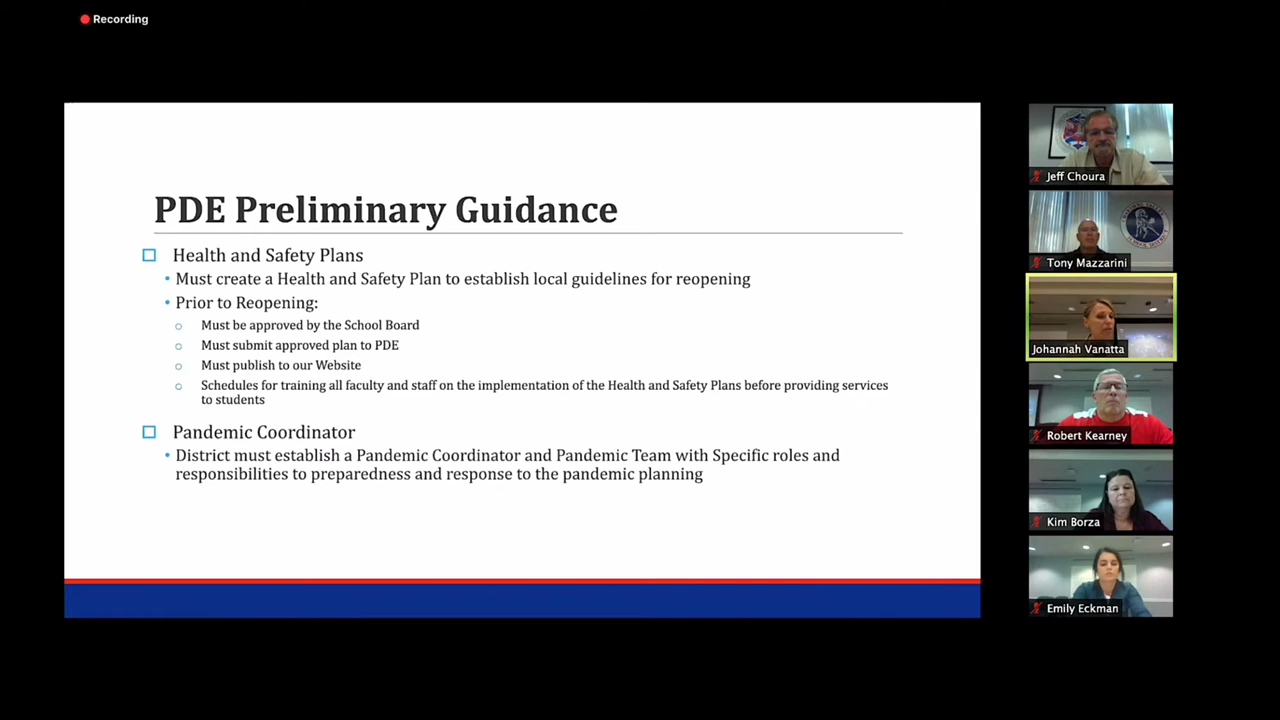 Recording
PDE Preliminary Guidance
Health and Safety Plans
Must create a Health and Safety Plan to establish local guidelines for reopening
Prior to Reopening:
Must be approved by the School Board
Must submit approved plan to PDE
Must publish to our Website
Schedules for training all faculty and staff on the implementation of the Health and Safety Plans before providing services
to students
Pandemic Coordinator
District must establish a Pandemic Coordinator and Pandemic Team with Specific roles and
responsibilities to preparedness and response to the pandemic planning
Jeff Choura
Tony Mazzarini
Johannah Vanatta
Robert Kearney
Kim Borza
Emily Eckman